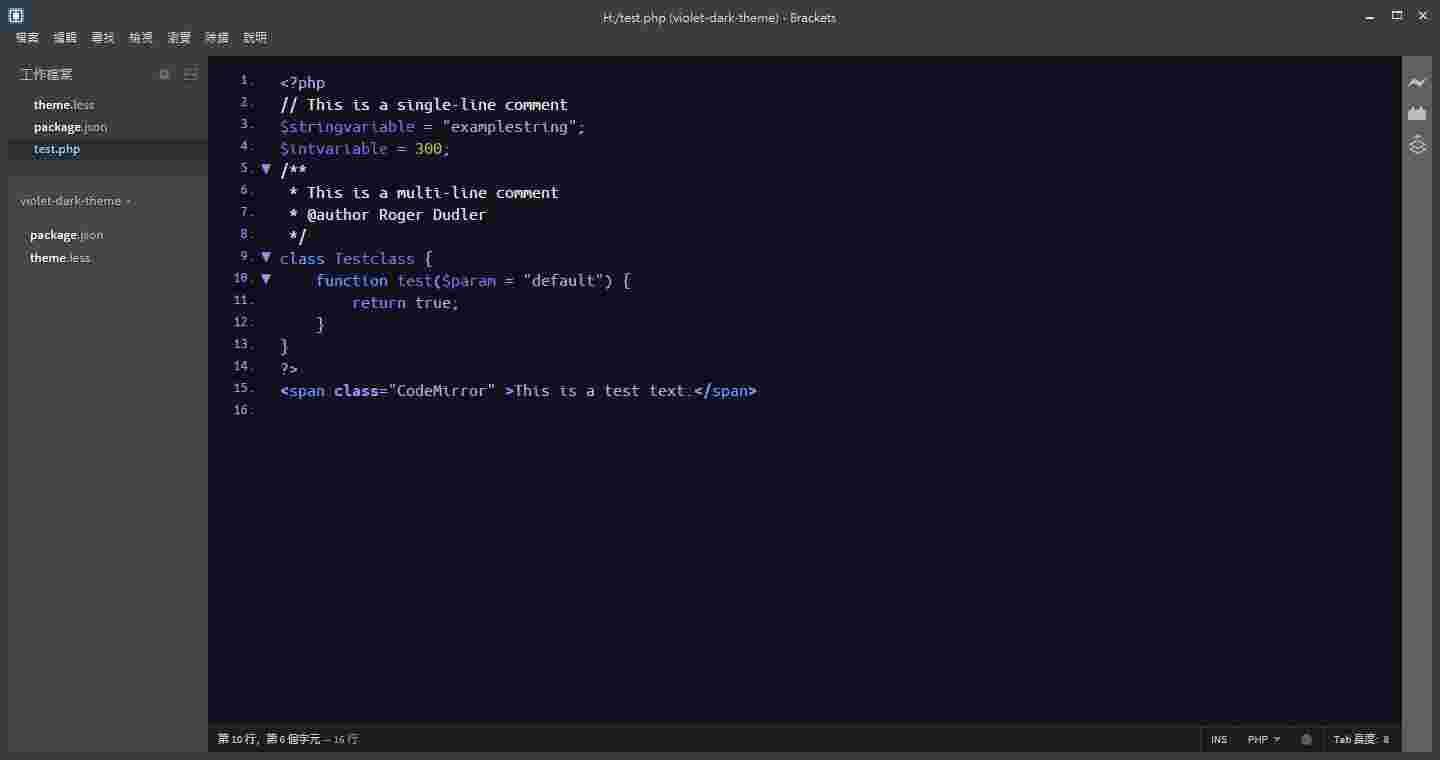 H:/test.php (violet-dark-theme) - Brackets
檔案 編輯 尋找 檢視 瀏覽 除錯 說明
工作檔案
theme.less
package.json
test.php
violet-dark-theme
package.json
theme.less
1. <?php
2. // This is a single-line comment
3. $stringvariable = "examplestring";
4. $intvariable = 300;
5. ▼ /**
6. * This is a multi-line comment
7. * @author Roger Dudler
8. */
9. ▼ class Testclass {
10. ▼ function test($param = "default") {
11. return true;
12. }
13. }
14. ?>
15. <span class="CodeMirror" >This is a test text.</span>
16.
第 10 行, 第 6 個字元 — 16 行
INS PHP Tab 長度: 8